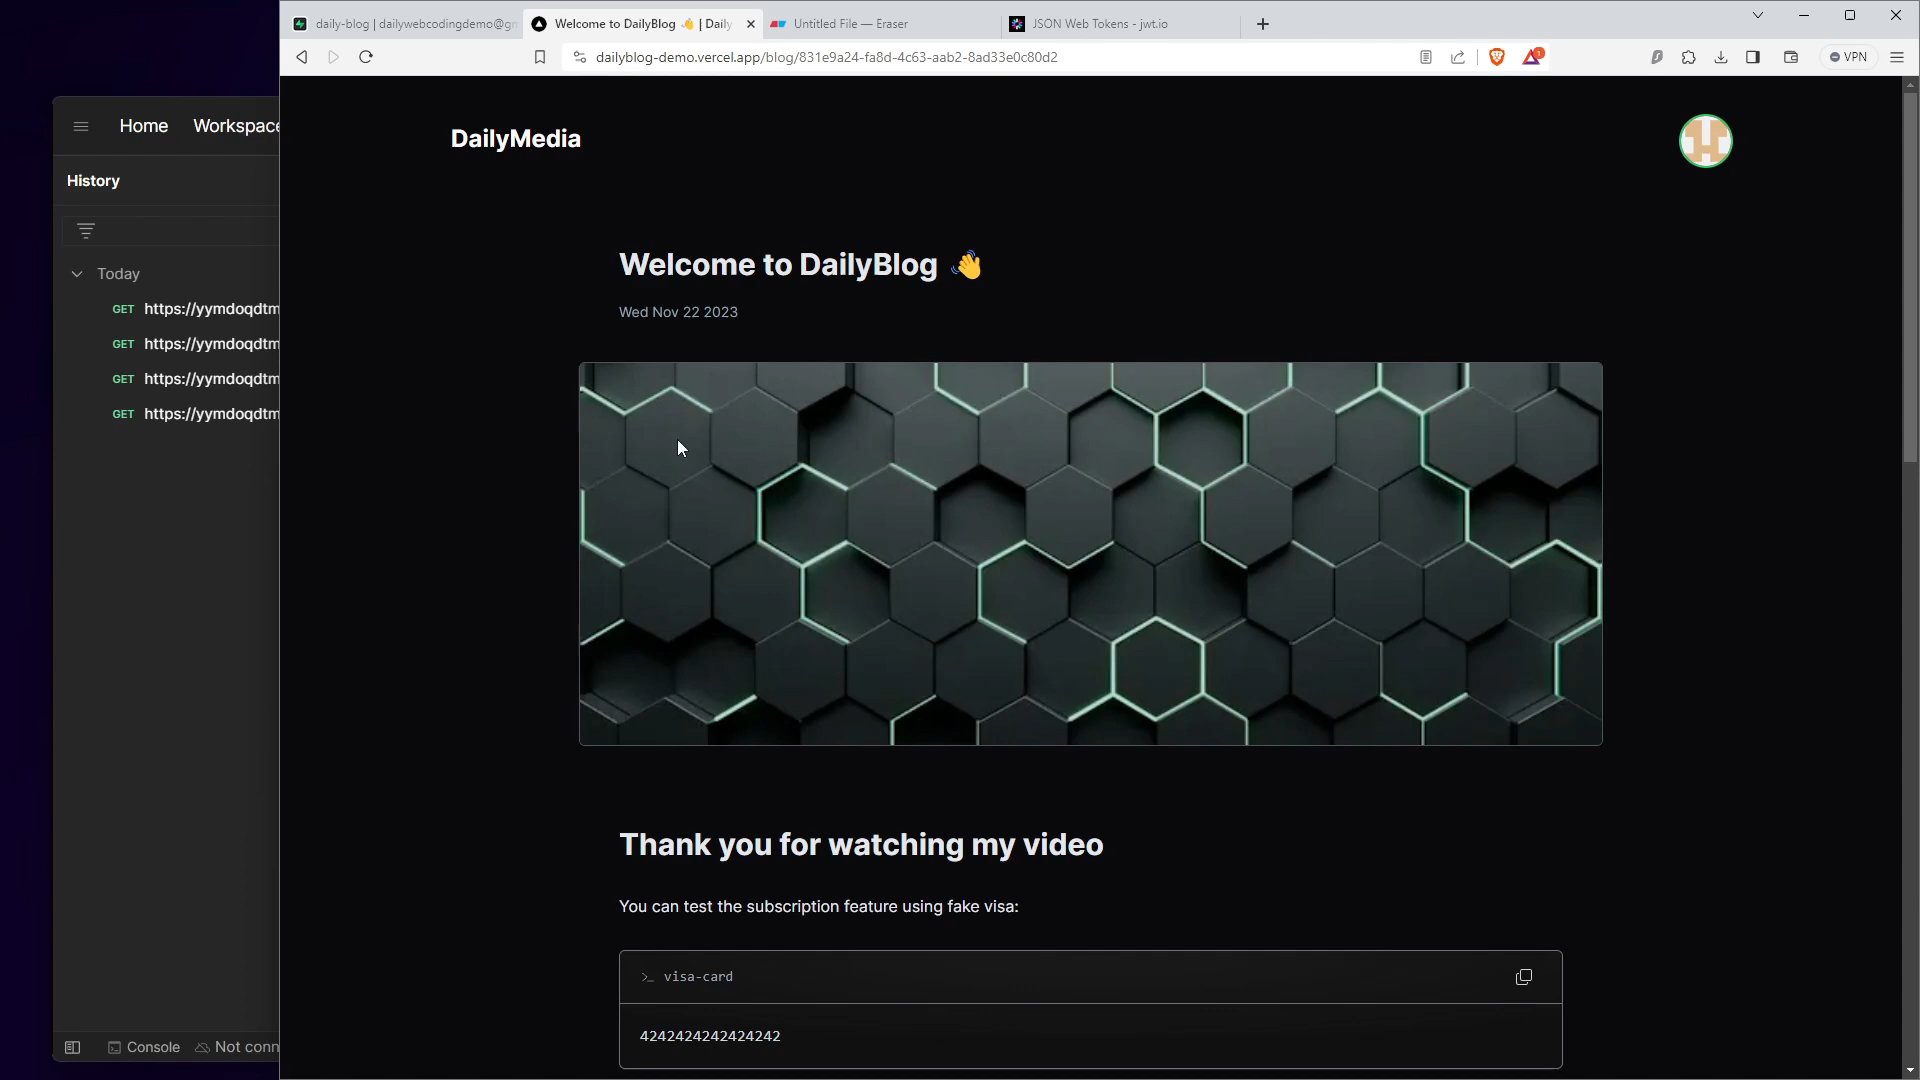 daily-blog | dailywebcodingdemo@gm
Welcome to DailyBlog 👋 | Daily
Untitled File — Eraser
JSON Web Tokens - jwt.io
dailyblog-demo.vercel.app/blog/831e9a24-fa8d-4c63-aab2-8ad33e0c80d2
1
VPN
Home
Workspace
History
Today
GET https://yymdoqdtm
GET https://yymdoqdtm
GET https://yymdoqdtm
GET https://yymdoqdtm
Console
Not conn
DailyMedia
Welcome to DailyBlog 👋
Wed Nov 22 2023
Thank you for watching my video
You can test the subscription feature using fake visa:
>_ visa-card
4242424242424242